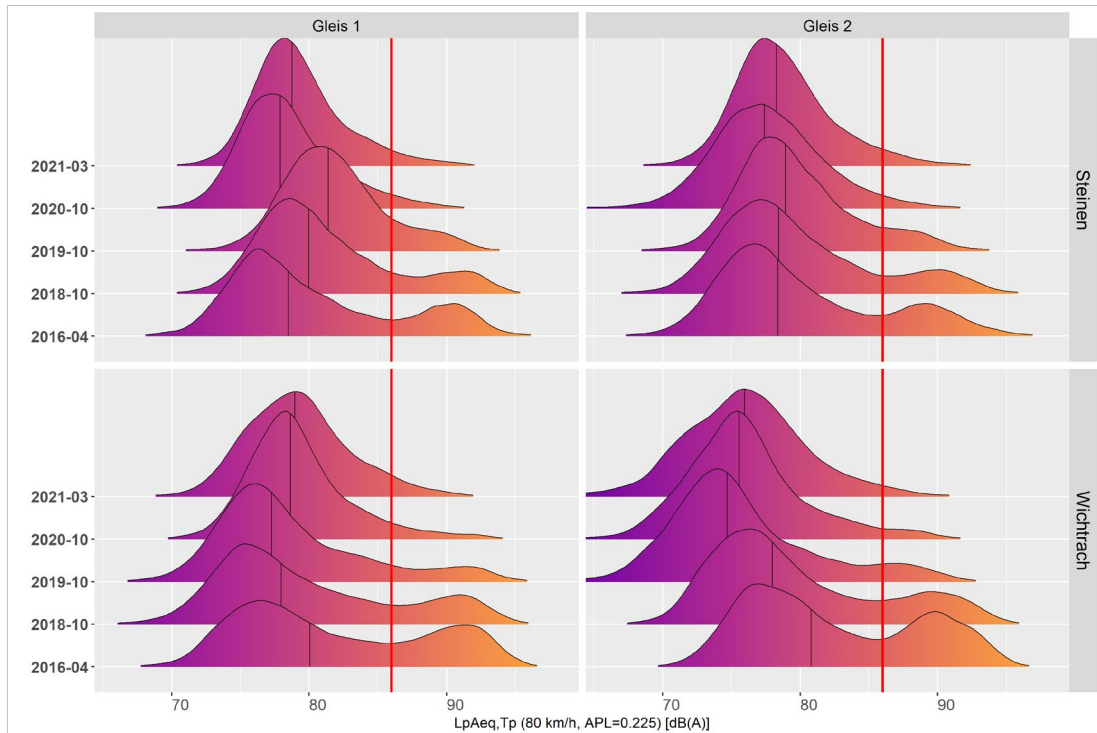 Gleis 1
Gleis 2
Steinen
2021-03
2020-10
2019-10
2018-10
2016-04
Wichtrach
2021-03
2020-10
2019-10
2018-10
2016-04
70 80 90 70 80 90
LpAeq,Tp (80 km/h, APL=0.225) [dB(A)]